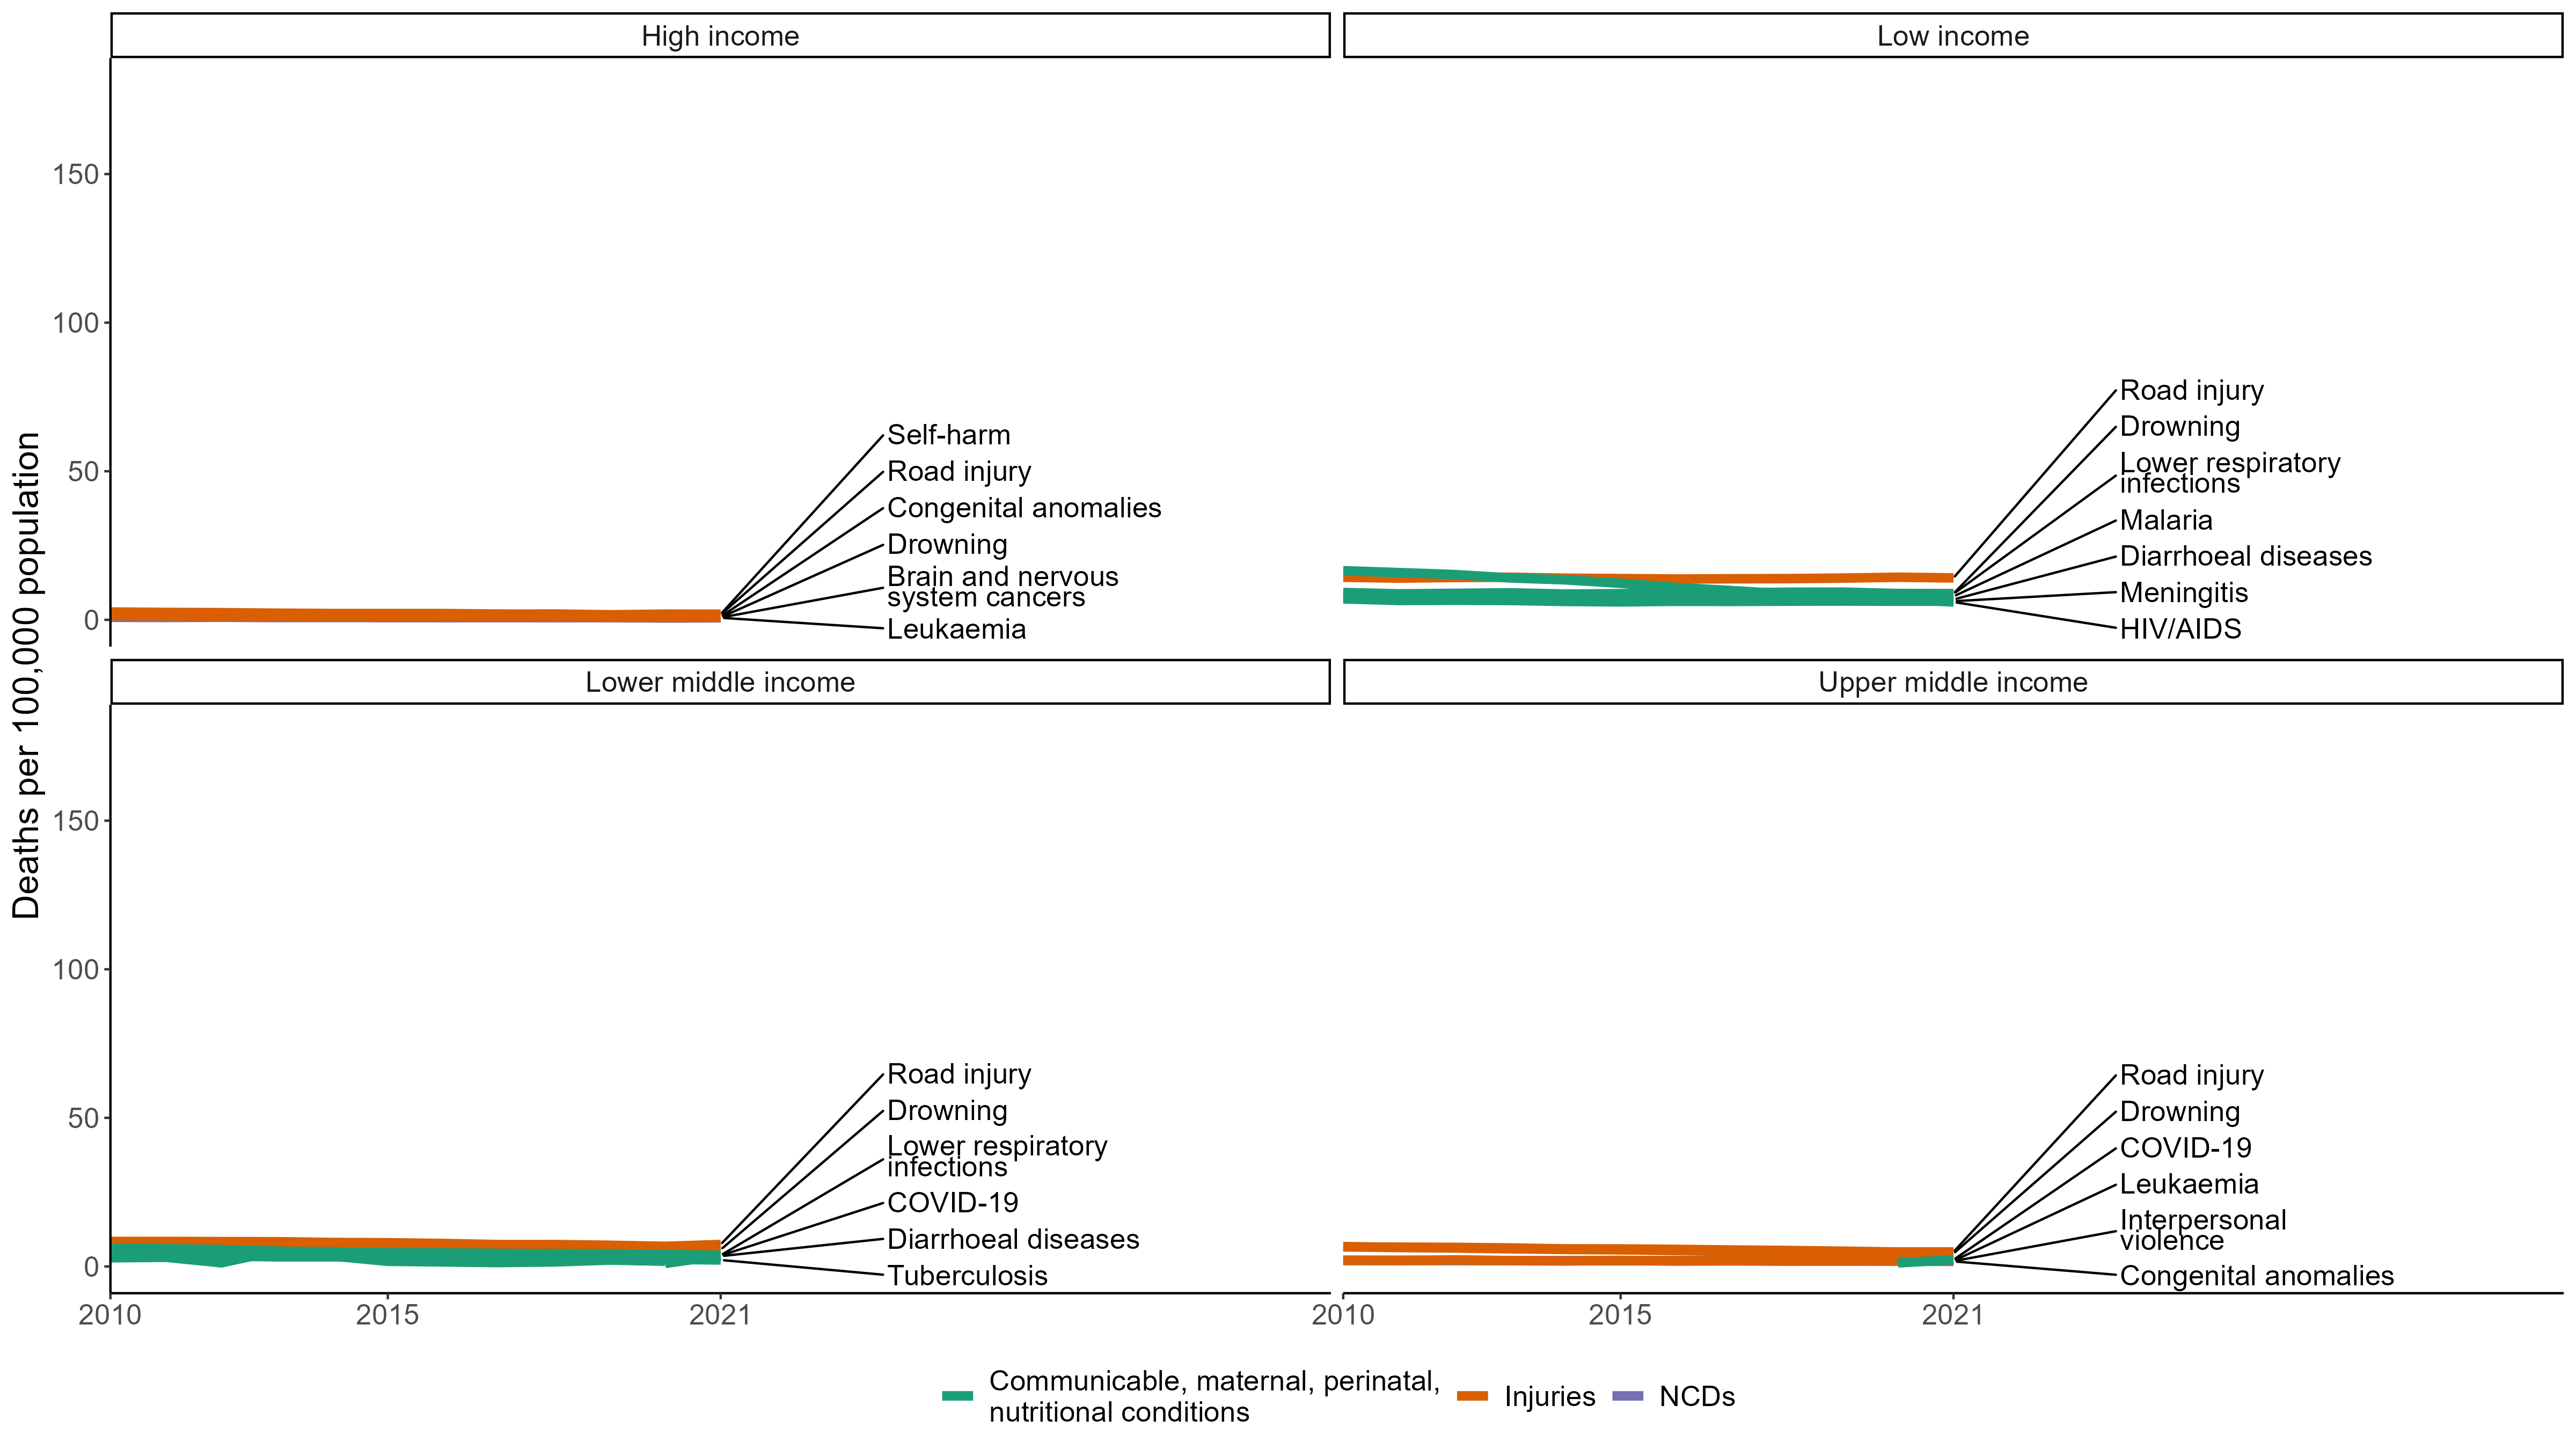 High income
Low income
Deaths per 100,000 population
150
100
50
0
Self-harm
Road injury
Congenital anomalies
Drowning
Brain and nervous
system cancers
Leukaemia
Road injury
Drowning
Lower respiratory
infections
Malaria
Diarrhoeal diseases
Meningitis
HIV/AIDS
Lower middle income
Upper middle income
150
100
50
0
Road injury
Drowning
Lower respiratory
infections
COVID-19
Diarrhoeal diseases
Tuberculosis
Road injury
Drowning
COVID-19
Leukaemia
Interpersonal
violence
Congenital anomalies
2010 2015 2021
2010 2015 2021
Communicable, maternal, perinatal,
nutritional conditions
Injuries
NCDs